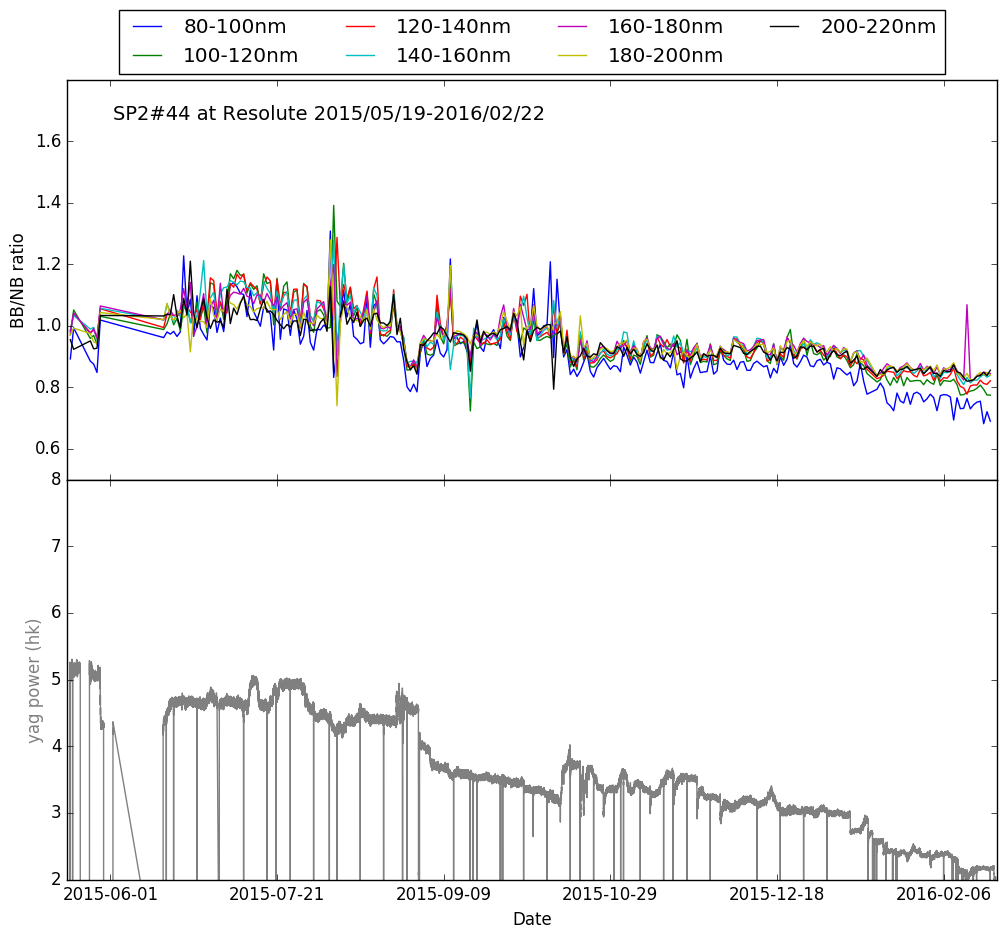 80-100nm 120-140nm 160-180nm 200-220nm
100-120nm 140-160nm 180-200nm
SP2#44 at Resolute 2015/05/19-2016/02/22
1.6
1.4
1.2
1.0
0.8
0.6
BB/NB ratio
8
7
6
5
4
3
2
yag power (hk)
2015-06-01 2015-07-21 2015-09-09 2015-10-29 2015-12-18 2016-02-06
Date